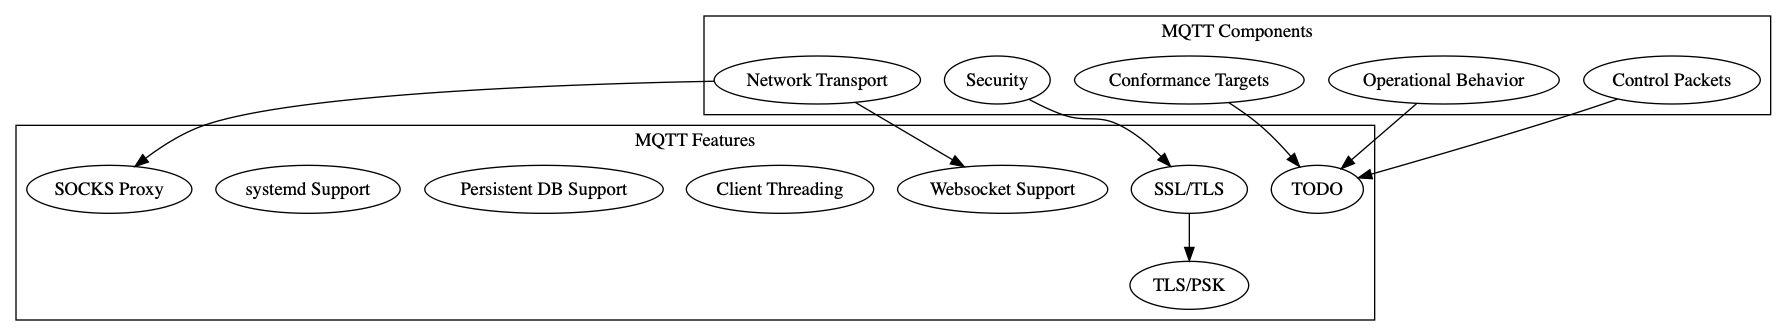 MQTT Components
Network Transport
Security
Conformance Targets
Operational Behavior
Control Packets
MQTT Features
SOCKS Proxy
systemd Support
Persistent DB Support
Client Threading
Websocket Support
SSL/TLS
TODO
TLS/PSK